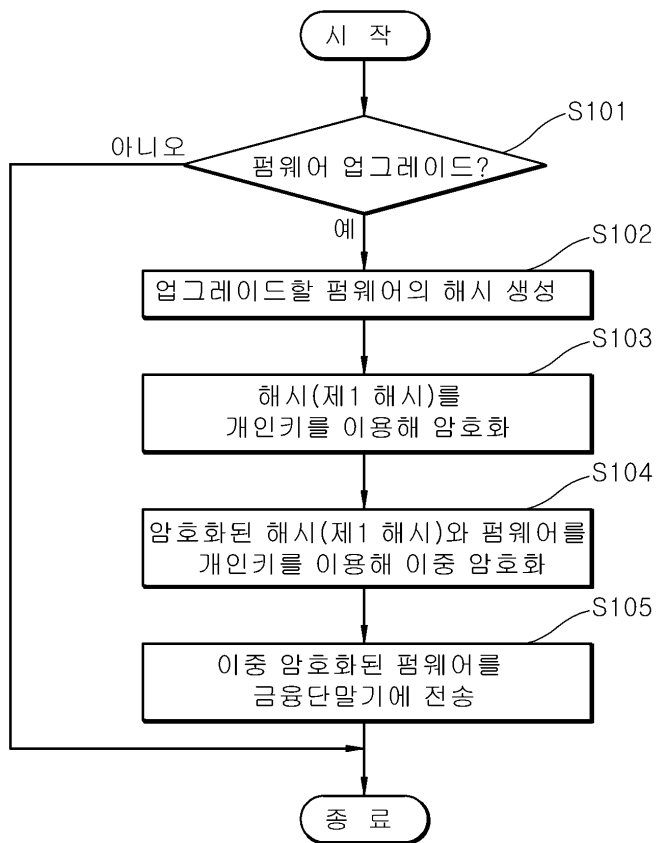 시 작
S101
아니오
펌웨어 업그레이드?
예
S102
업그레이드할 펌웨어의 해시 생성
S103
해시(제1 해시)를
개인키를 이용해 암호화
S104
암호화된 해시(제1 해시)와 펌웨어를
개인키를 이용해 이중 암호화
S105
이중 암호화된 펌웨어를
금융단말기에 전송
종 료